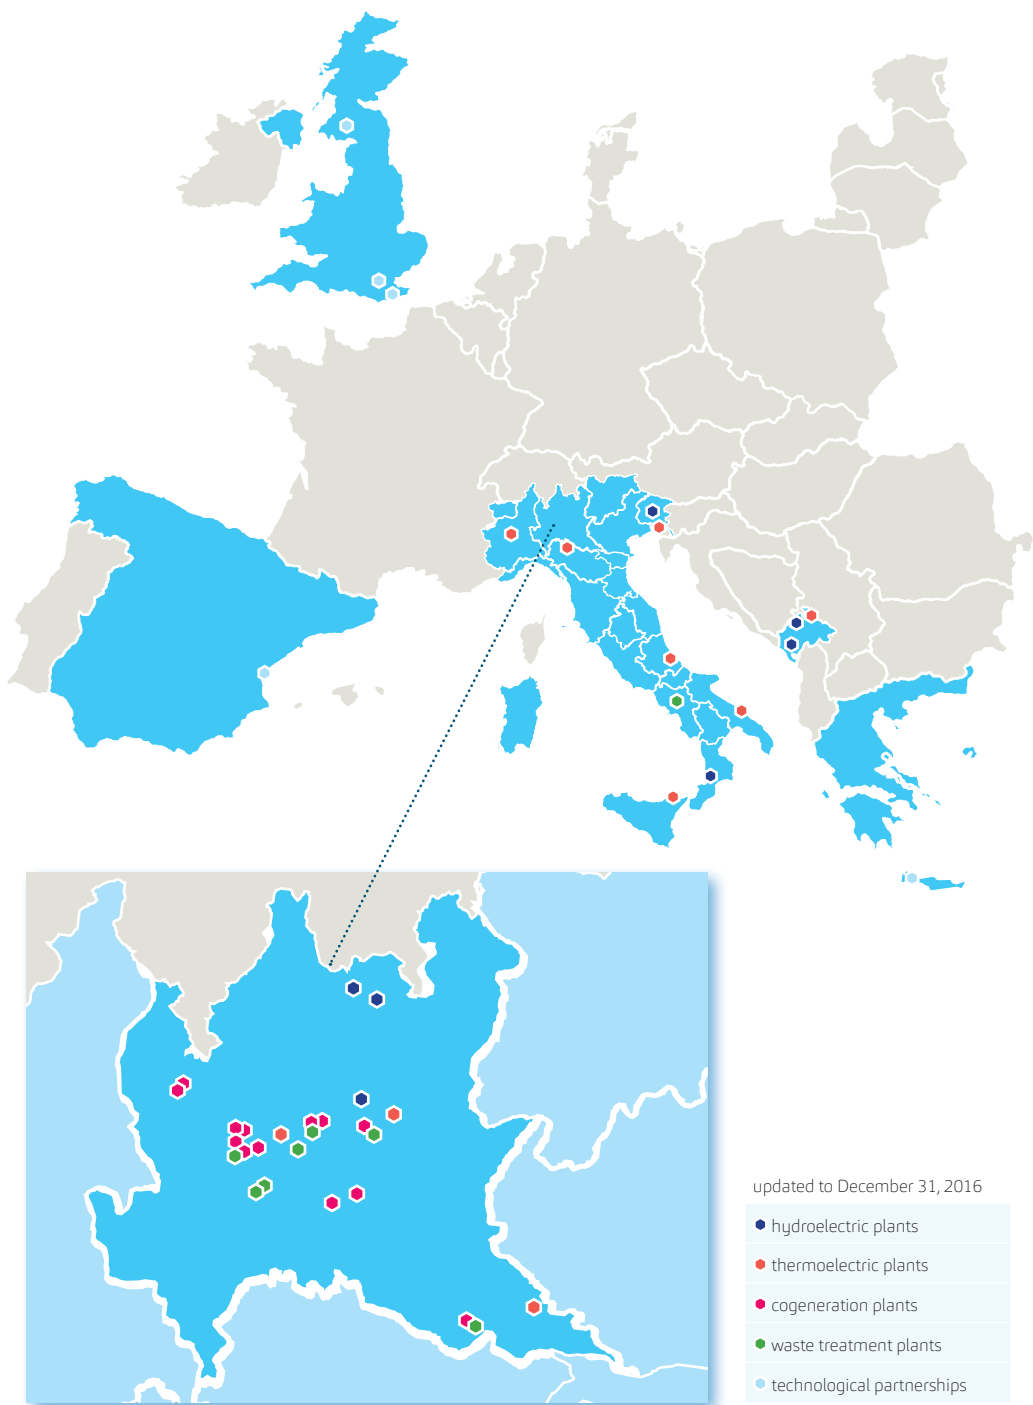 updated to December 31, 2016
hydroelectric plants
thermoelectric plants
cogeneration plants
waste treatment plants
technological partnerships